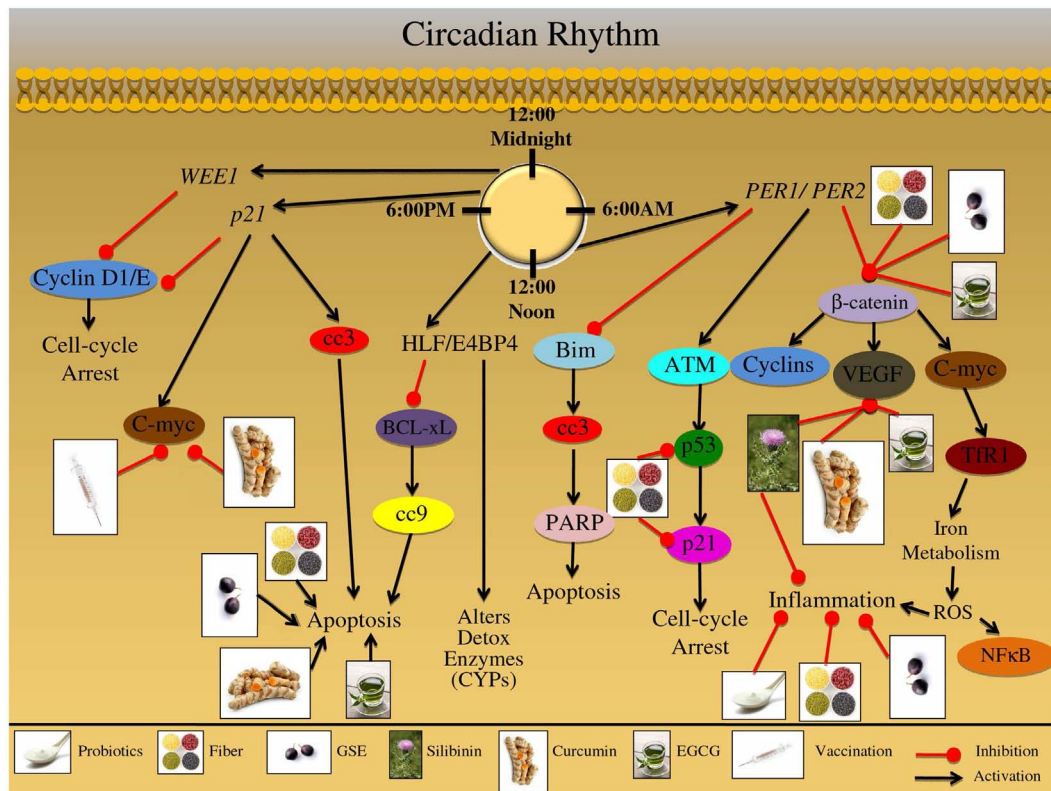 Circadian Rhythm
12:00
Midnight
WEE1
PER1/ PER2
p21
6:00PM
6:00AM
Cyclin D1/E
12:00
Noon
β-catenin
Cell-cycle
Arrest
cc3
HLF/E4BP4
Bim
ATM
Cyclins
VEGF
C-myc
C-myc
BCL-xL
cc3
p53
TfR1
cc9
PARP
p21
Iron
Metabolism
Apoptosis
Alters
Detox
Enzymes
(CYPs)
Apoptosis
Cell-cycle
Arrest
Inflammation
ROS
NFκB
Probiotics
Fiber
GSE
Silibinin
Curcumin
EGCG
Vaccination
Inhibition
Activation